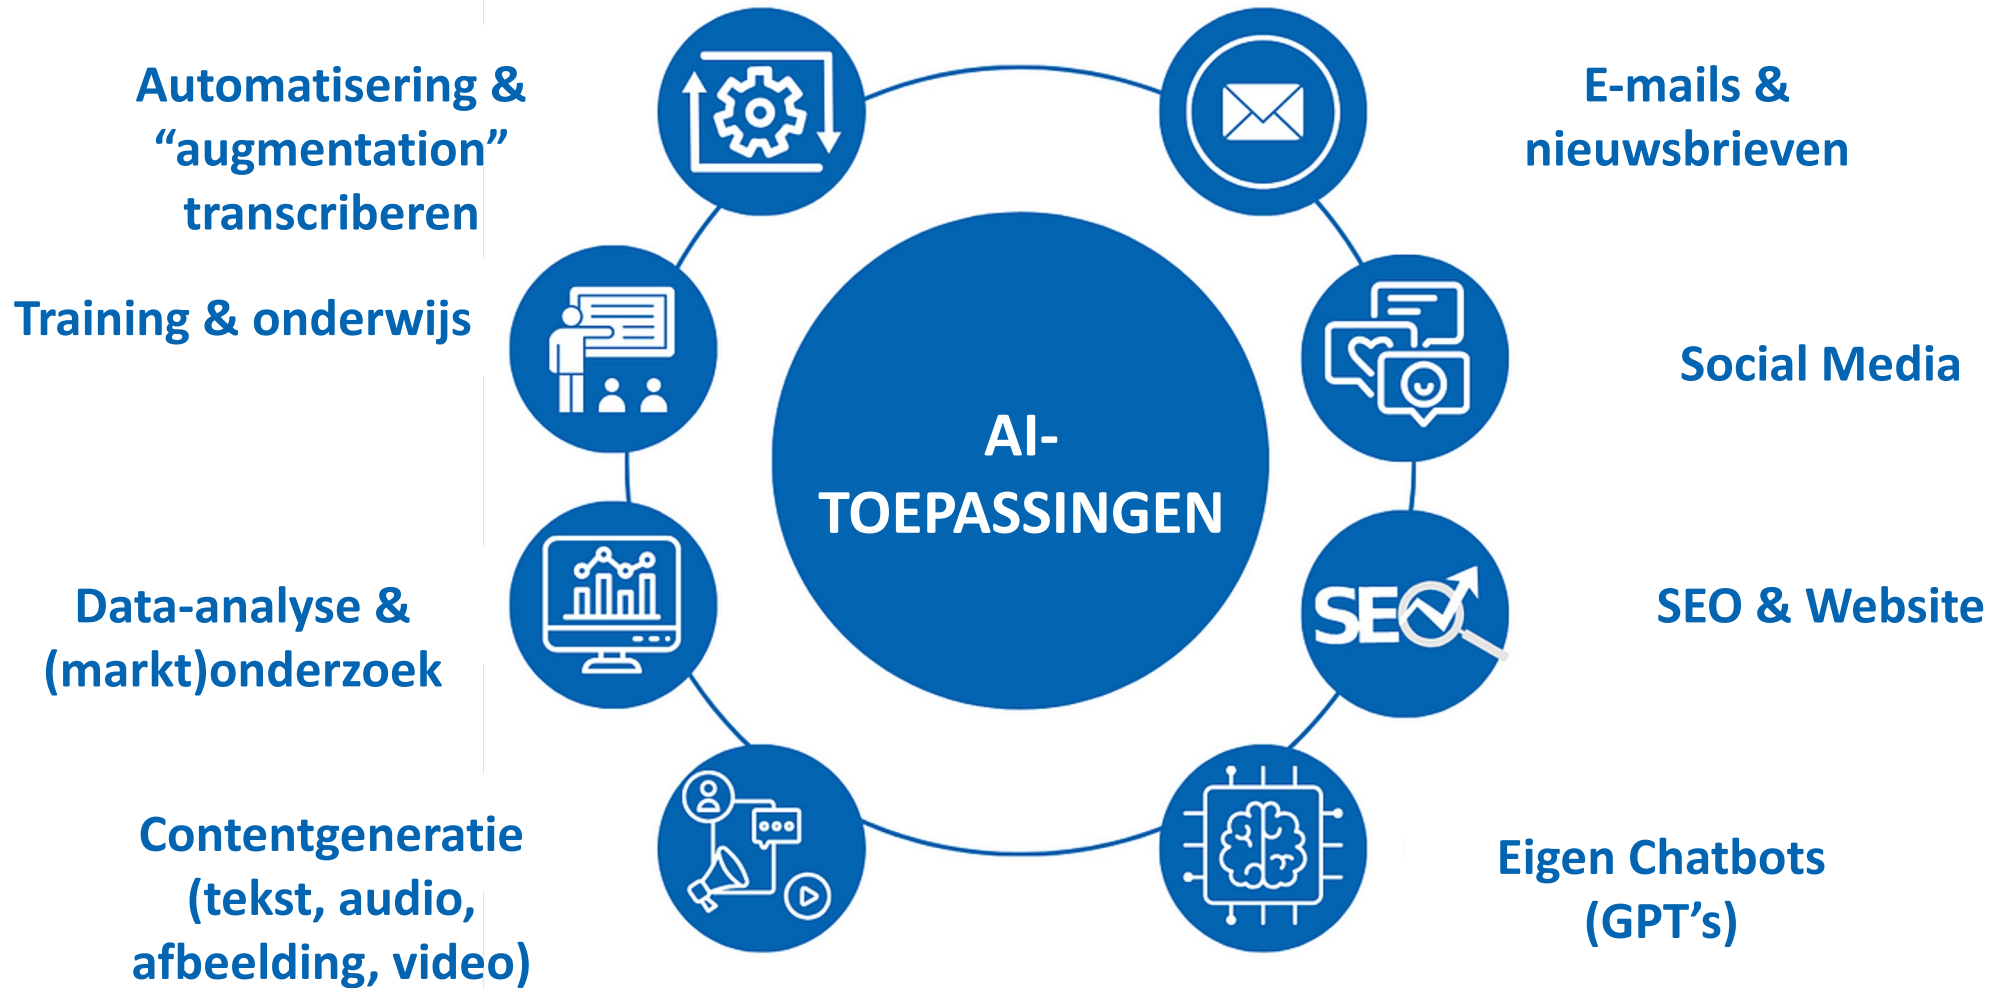 Automatisering &
“augmentation”
transcriberen
E-mails &
nieuwsbrieven
Training & onderwijs
Social Media
AI-
TOEPASSINGEN
Data-analyse &
(markt)onderzoek
SEO
SEO & Website
Contentgeneratie
(tekst, audio,
afbeelding, video)
Eigen Chatbots
(GPT’s)